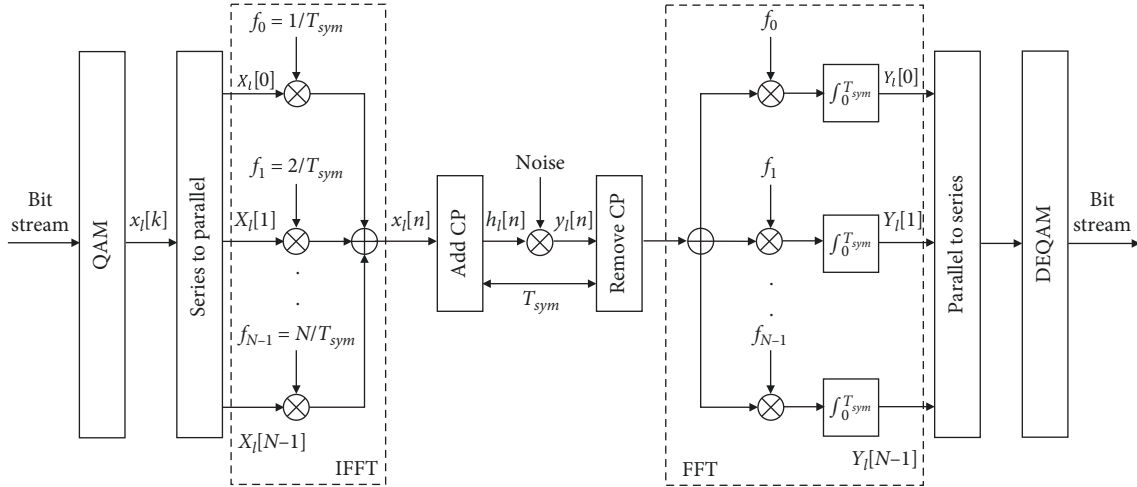 Bit
stream
QAM
x_l[k]
Series to parallel
f_0 = 1/T_sym
X_l[0]
f_1 = 2/T_sym
X_l[1]
.
.
f_{N–1} = N/T_sym
X_l[N–1]
IFFT
x_l[n]
Add CP
h_l[n]
Noise
y_l[n]
T_sym
Remove CP
f_0
∫_0^{T_sym}
Y_l[0]
f_1
∫_0^{T_sym}
Y_l[1]
.
.
f_{N–1}
∫_0^{T_sym}
Y_l[N–1]
FFT
Parallel to series
DEQAM
Bit
stream